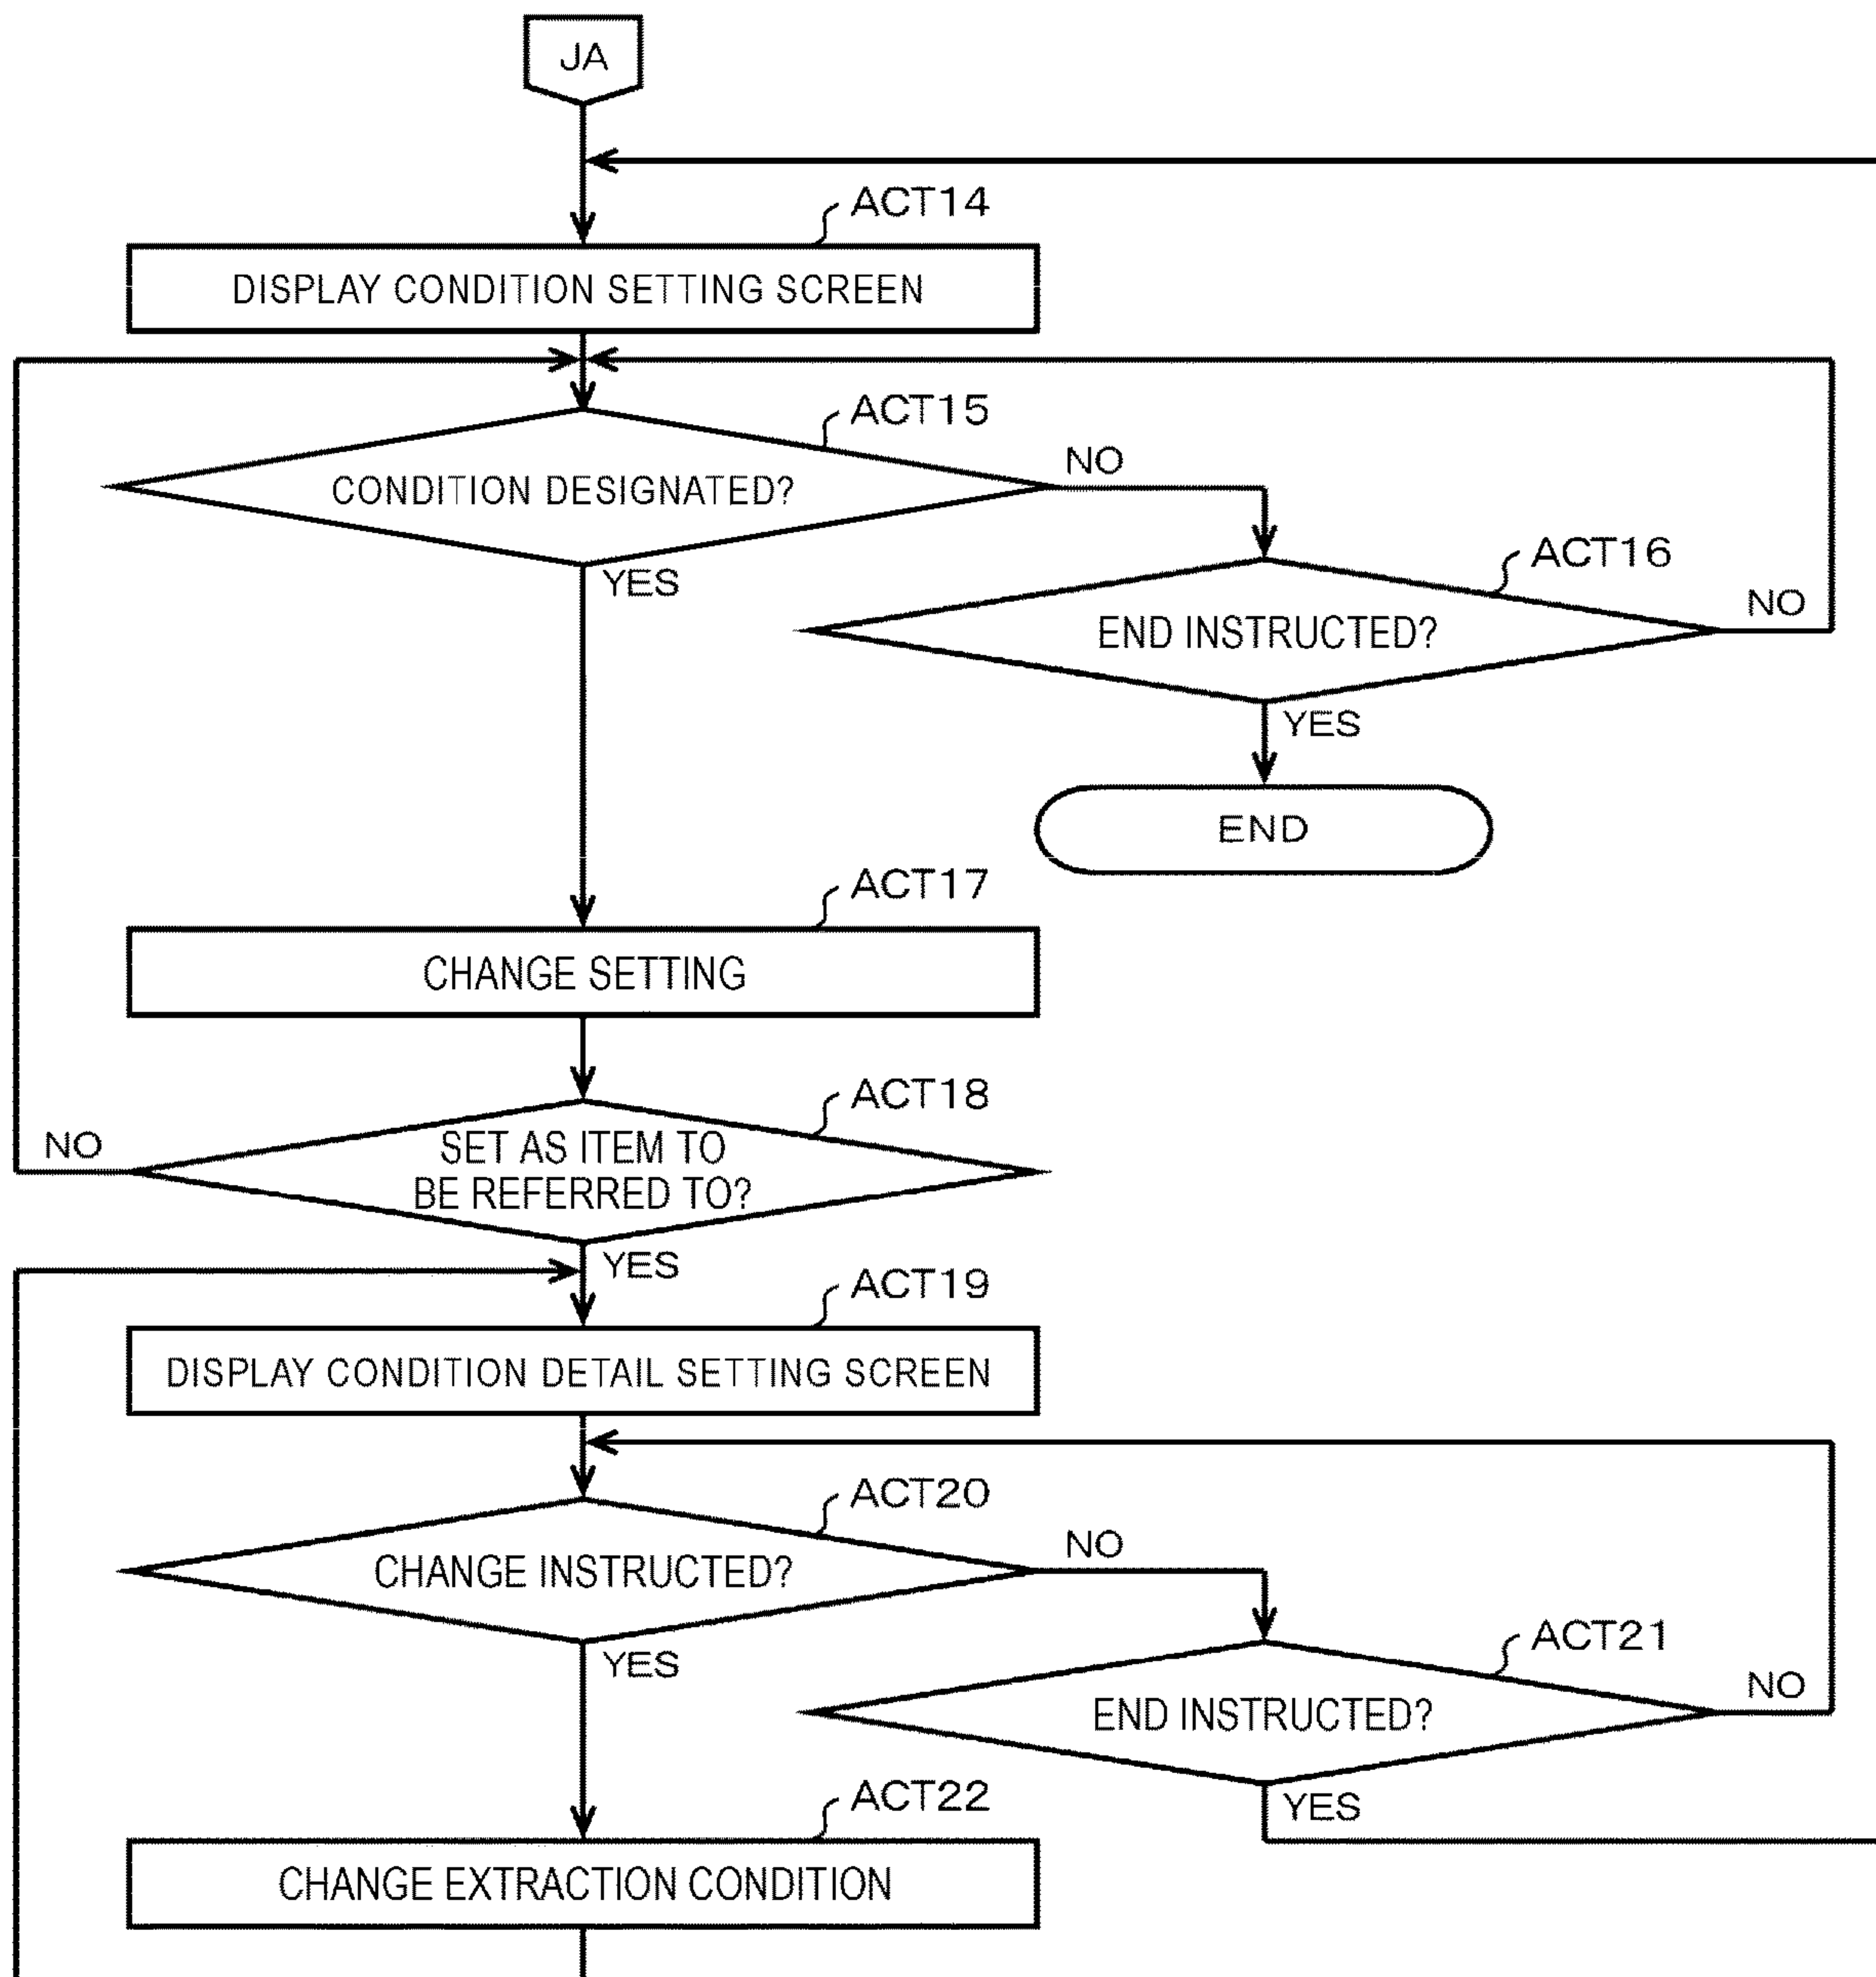 JA
ACT14
DISPLAY CONDITION SETTING SCREEN
ACT15
CONDITION DESIGNATED?
NO
YES
ACT16
END INSTRUCTED?
NO
YES
END
ACT17
CHANGE SETTING
ACT18
SET AS ITEM TO
BE REFERRED TO?
NO
YES
ACT19
DISPLAY CONDITION DETAIL SETTING SCREEN
ACT20
CHANGE INSTRUCTED?
NO
YES
ACT21
END INSTRUCTED?
NO
YES
ACT22
CHANGE EXTRACTION CONDITION